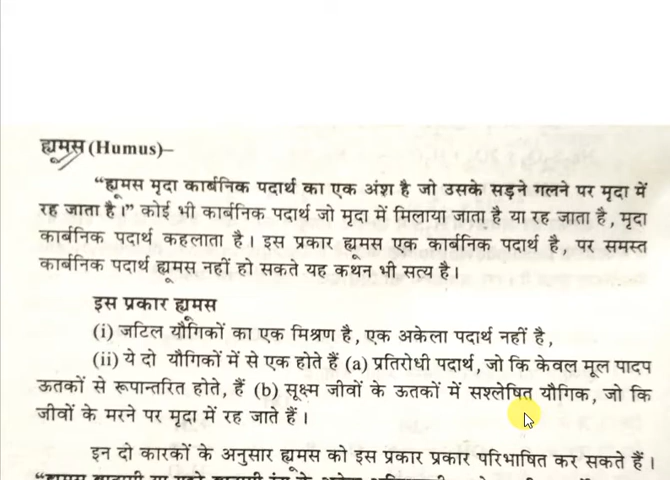 ह्यूमस (Humus)–
“ह्यूमस मृदा कार्बनिक पदार्थ का एक अंश है जो उसके सड़ने गलने पर मृदा में
रह जाता है।” कोई भी कार्बनिक पदार्थ जो मृदा में मिलाया जाता है या रह जाता है, मृदा
कार्बनिक पदार्थ कहलाता है। इस प्रकार ह्यूमस एक कार्बनिक पदार्थ है, पर समस्त
कार्बनिक पदार्थ ह्यूमस नहीं हो सकते यह कथन भी सत्य है।
इस प्रकार ह्यूमस
(i) जटिल यौगिकों का एक मिश्रण है, एक अकेला पदार्थ नहीं है,
(ii) ये दो यौगिकों में से एक होते हैं (a) प्रतिरोधी पदार्थ, जो कि केवल मूल पादप
ऊतकों से रूपान्तरित होते, हैं (b) सूक्ष्म जीवों के ऊतकों में सश्लेषित यौगिक, जो कि
जीवों के मरने पर मृदा में रह जाते हैं।
इन दो कारकों के अनुसार ह्यूमस को इस प्रकार प्रकार परिभाषित कर सकते हैं।